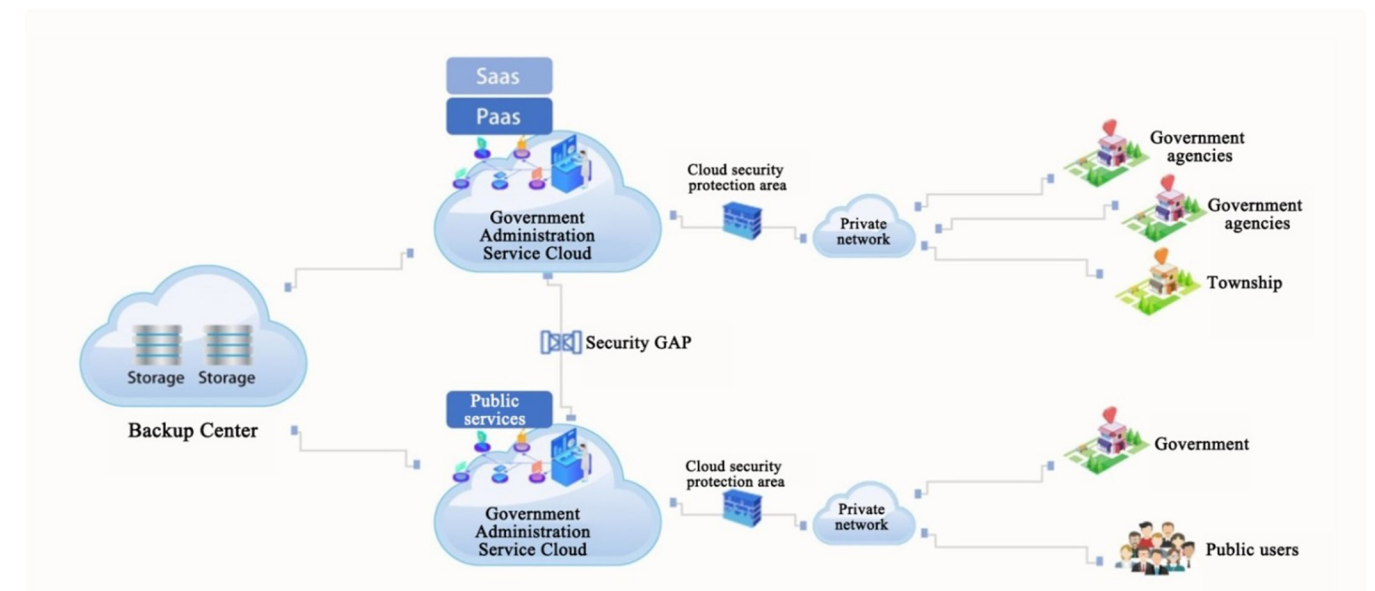 Saas
Paas
Government
Administration
Service Cloud
Cloud security
protection area
Private
network
Government
agencies
Government
agencies
Township
Storage
Storage
Backup Center
Security GAP
Public
services
Government
Administration
Service Cloud
Cloud security
protection area
Private
network
Government
Public users